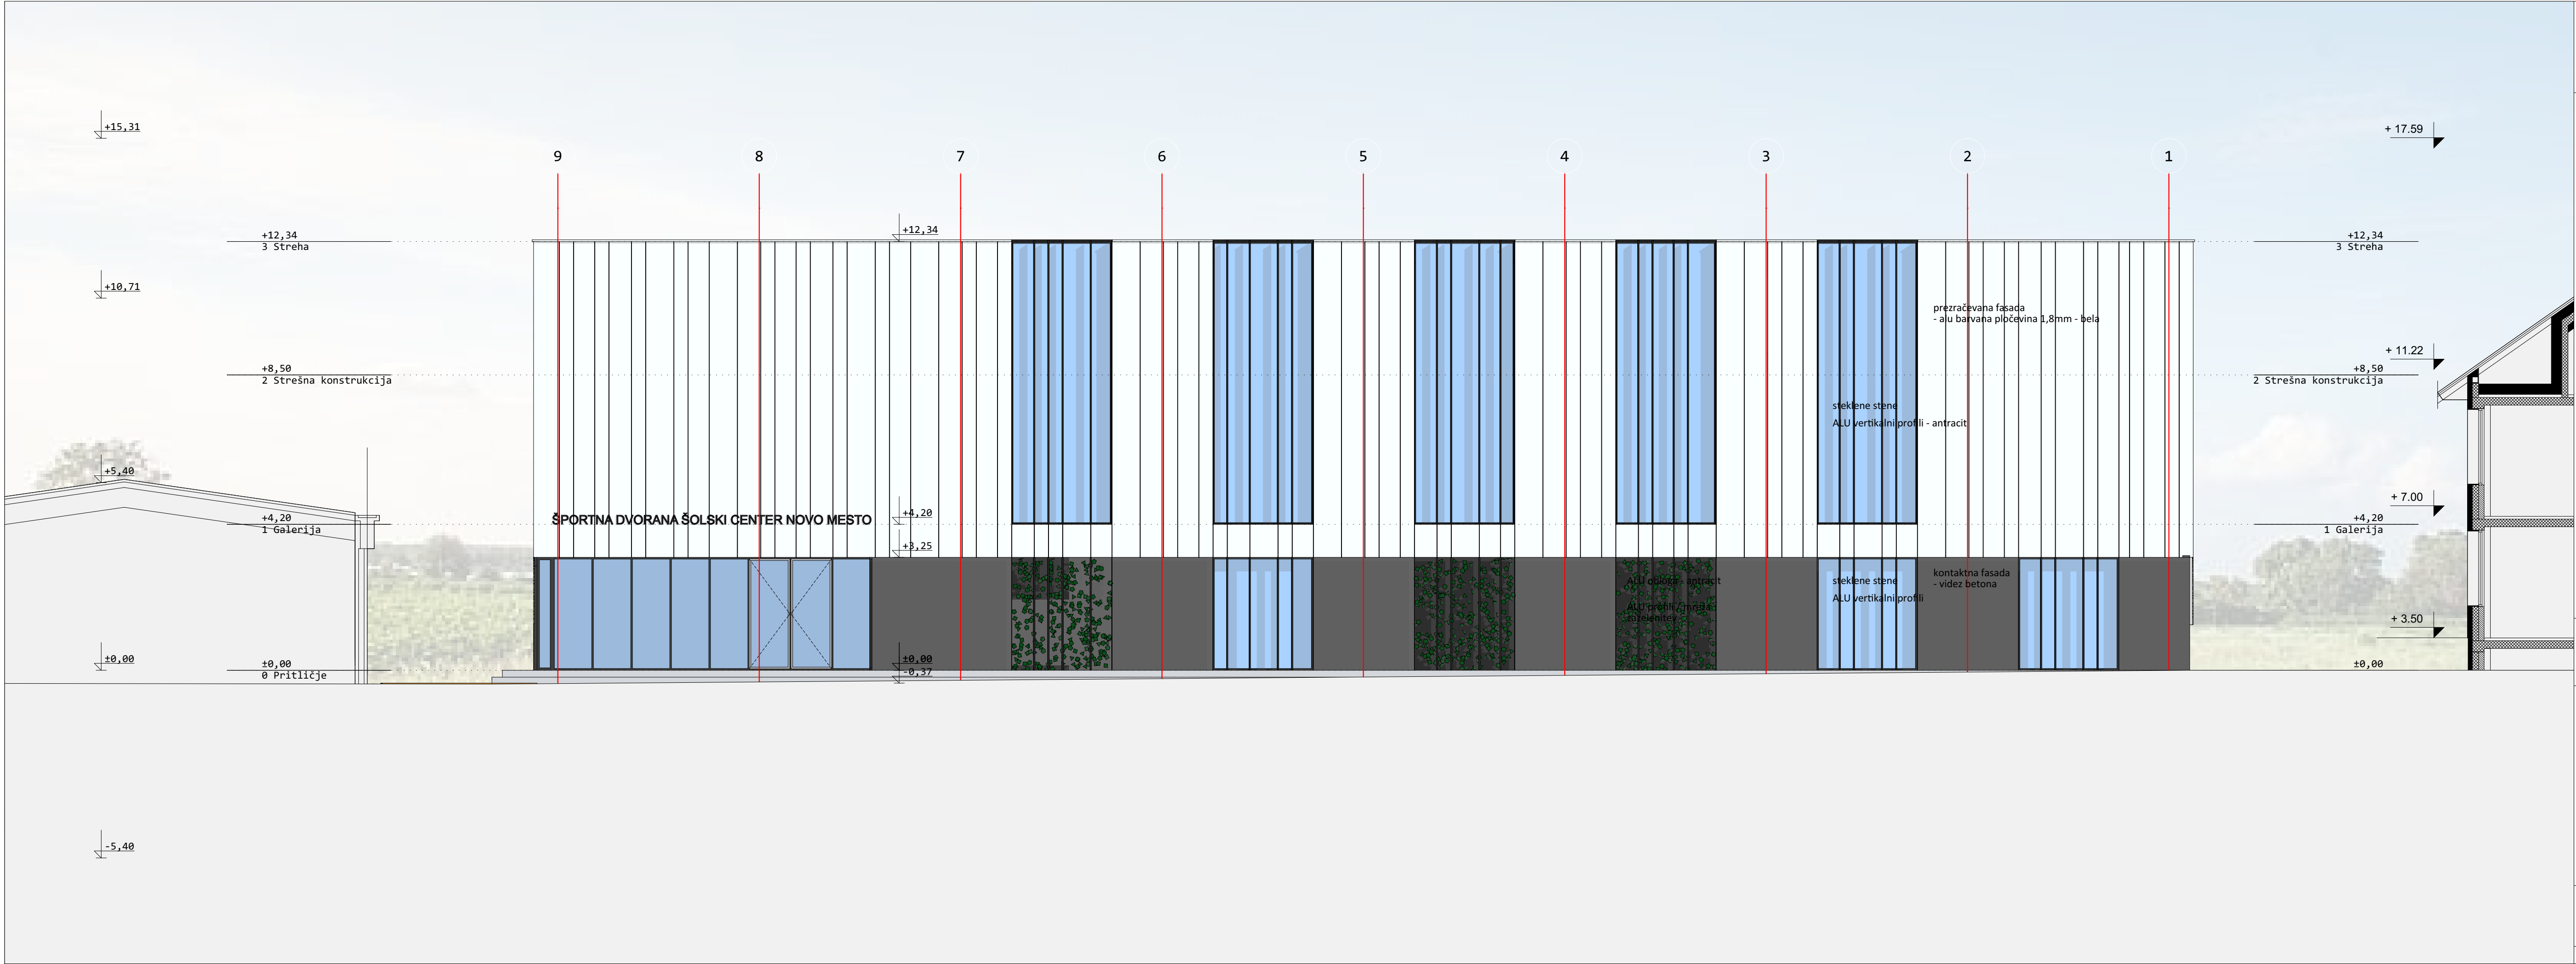 +15,31
+ 17.59
9
8
7
6
5
4
3
2
1
+12,34
3 Streha
+12,34
+12,34
3 Streha
+10,71
prezračevana fasada
- alu barvana pločevina 1,8mm - bela
+ 11.22
+8,50
2 Strešna konstrukcija
+8,50
2 Strešna konstrukcija
steklene stene
ALU vertikalni profili - antracit
+5,40
+ 7.00
+4,20
1 Galerija
ŠPORTNA DVORANA ŠOLSKI CENTER NOVO MESTO
+4,20
+4,20
1 Galerija
+3,25
ALU obloga - antracit
ALU profili / mreža -
ozelenitev
steklene stene
ALU vertikalni profili
kontaktna fasada
- videz betona
+ 3.50
±0,00
±0,00
0 Pritličje
±0,00
-0,37
±0,00
-5,40